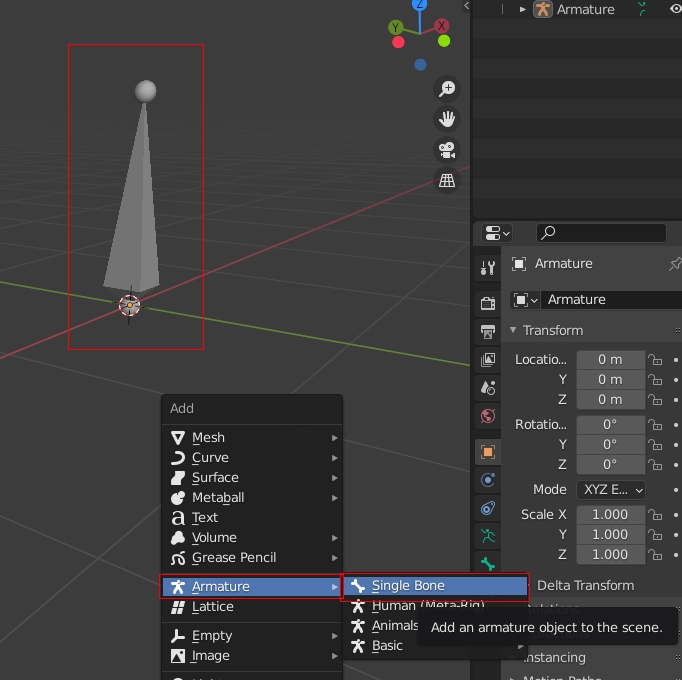 Armature
Z
Y
X
Armature
Armature
Transform
Locatio... 0 m
Y 0 m
Z 0 m
Rotatio... 0°
Y 0°
Z 0°
Mode XYZ E...
Scale X 1.000
Y 1.000
Z 1.000
Delta Transform
Instancing
Add
Mesh
Curve
Surface
Metaball
Text
Volume
Grease Pencil
Armature
Lattice
Empty
Image
Single Bone
Human (Meta-Rig)
Animals
Basic
Add an armature object to the scene.